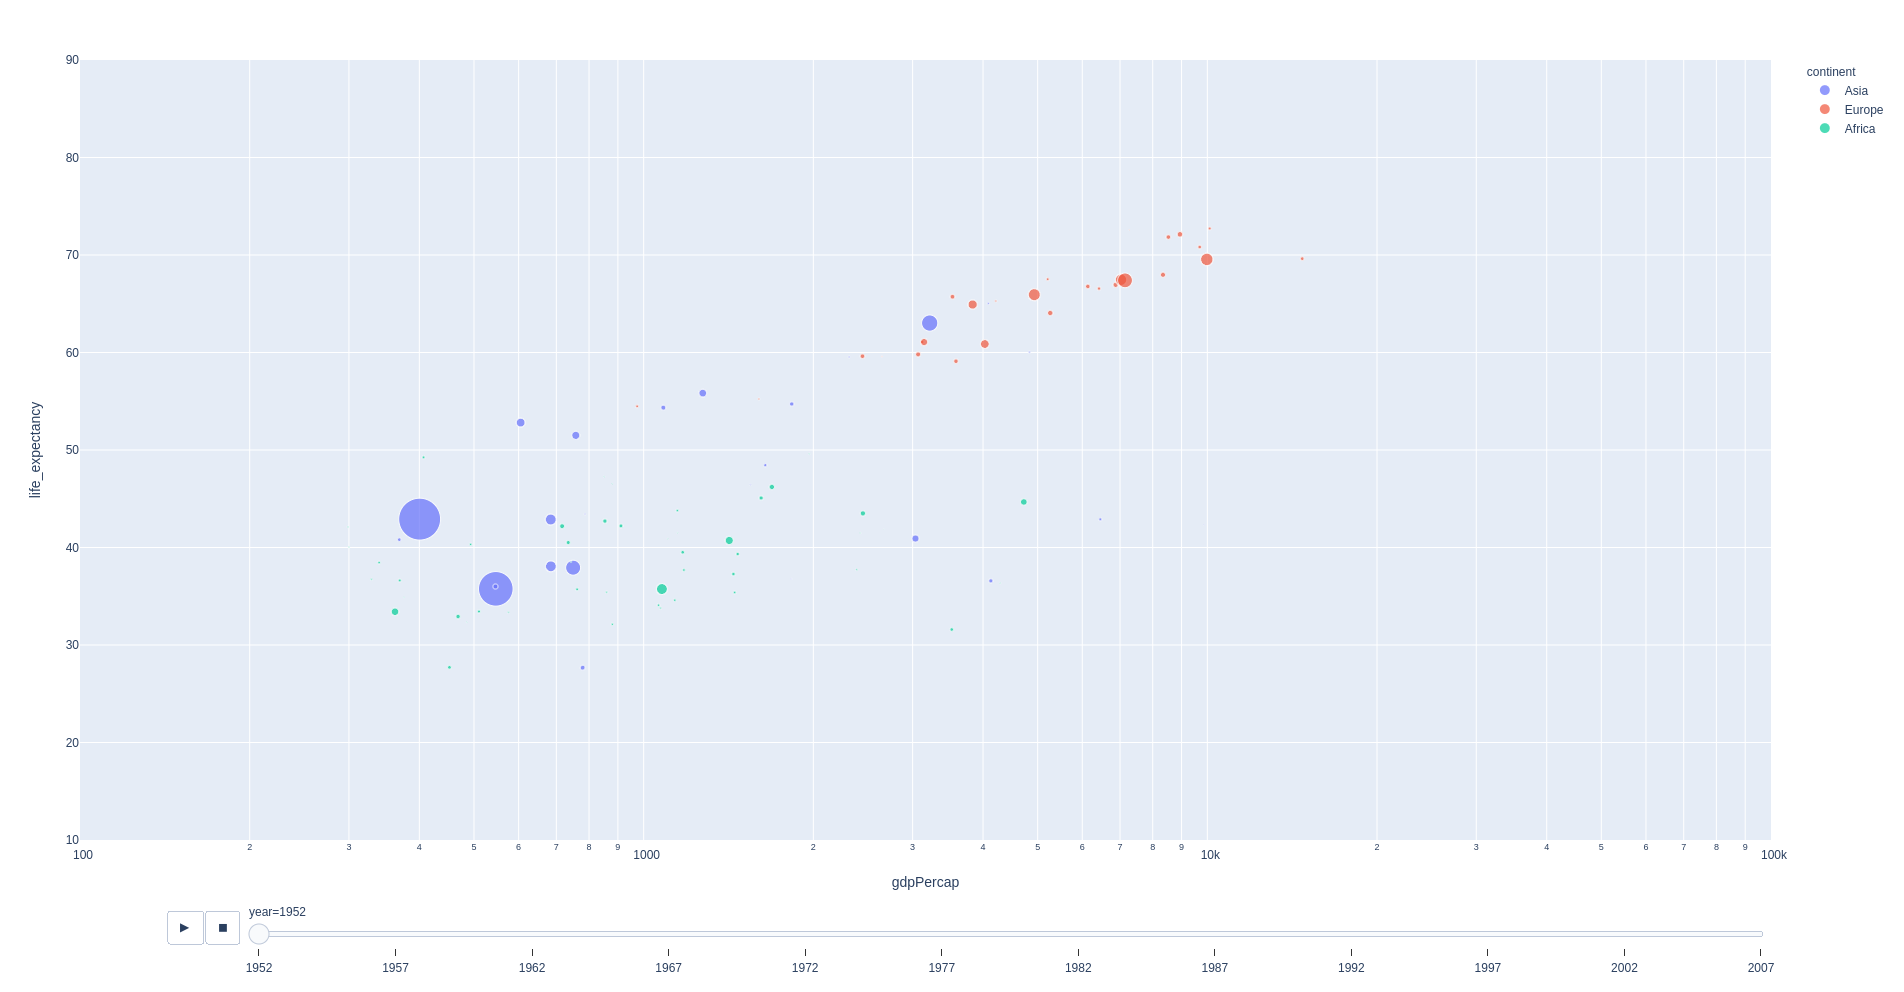 continent
Asia
Europe
Africa
90
80
70
60
50
40
30
20
10
life_expectancy
100 2 3 4 5 6 7 8 9 1000 2 3 4 5 6 7 8 9 10k 2 3 4 5 6 7 8 9 100k
gdpPercap
year=1952
1952 1957 1962 1967 1972 1977 1982 1987 1992 1997 2002 2007